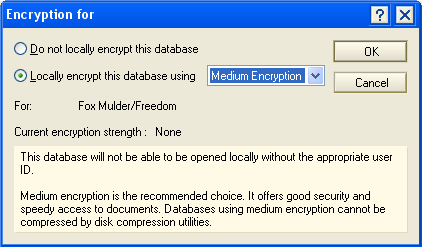 Encryption for
Do not locally encrypt this database
OK
Locally encrypt this database using Medium Encryption
Cancel
For: Fox Mulder/Freedom
Current encryption strength : None
This database will not be able to be opened locally without the appropriate user
ID.
Medium encryption is the recommended choice. It offers good security and
speedy access to documents. Databases using medium encryption cannot be
compressed by disk compression utilities.